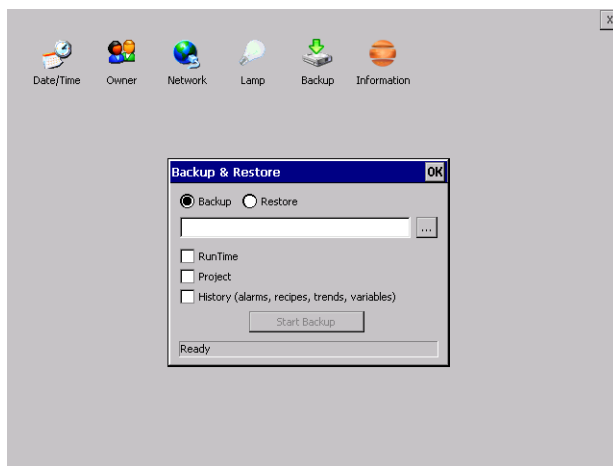 X
Date/Time Owner Network Lamp Backup Information
Backup & Restore OK
Backup Restore
...
RunTime
Project
History (alarms, recipes, trends, variables)
Start Backup
Ready